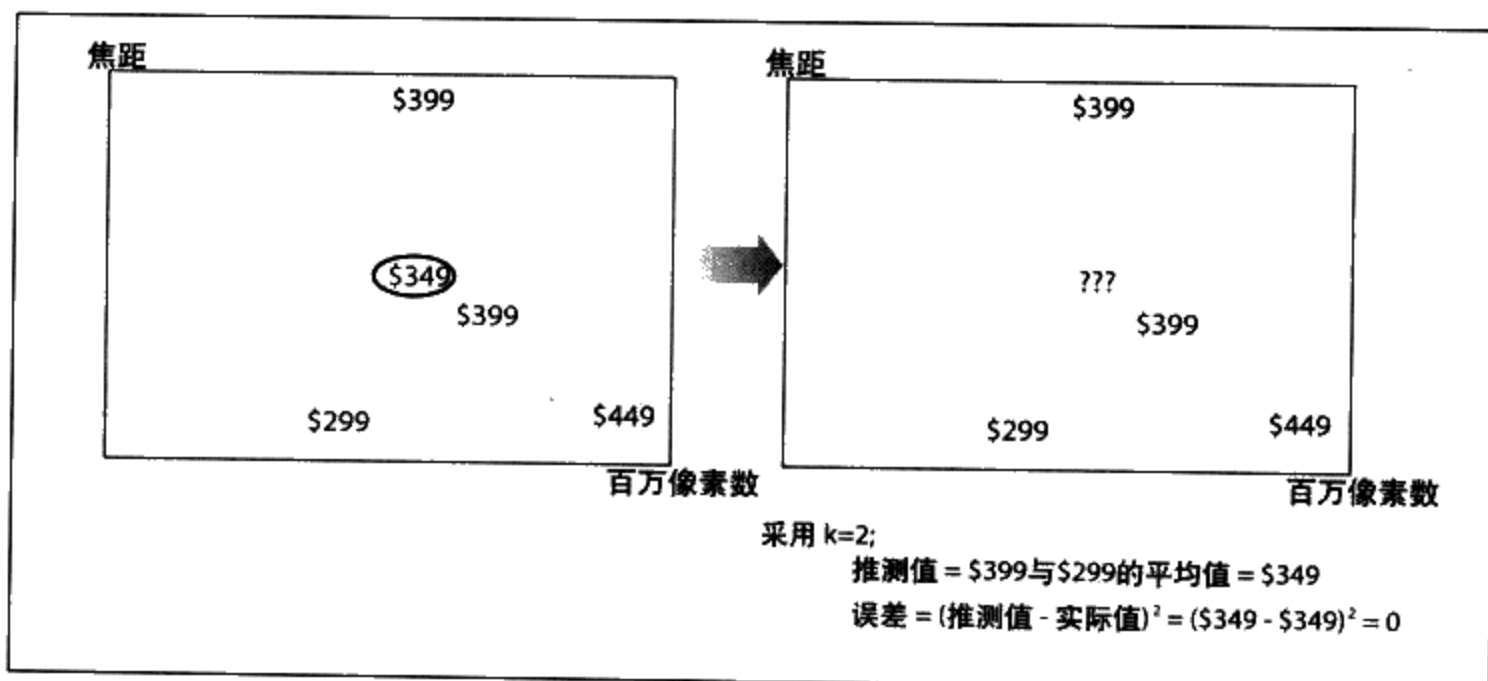 焦距
$399
$349
$399
$299
$449
百万像素数
焦距
$399
???
$399
$299
$449
百万像素数
采用 k=2;
推测值 = $399与$299的平均值 = $349
误差 = (推测值 - 实际值)² = ($349 - $349)² = 0